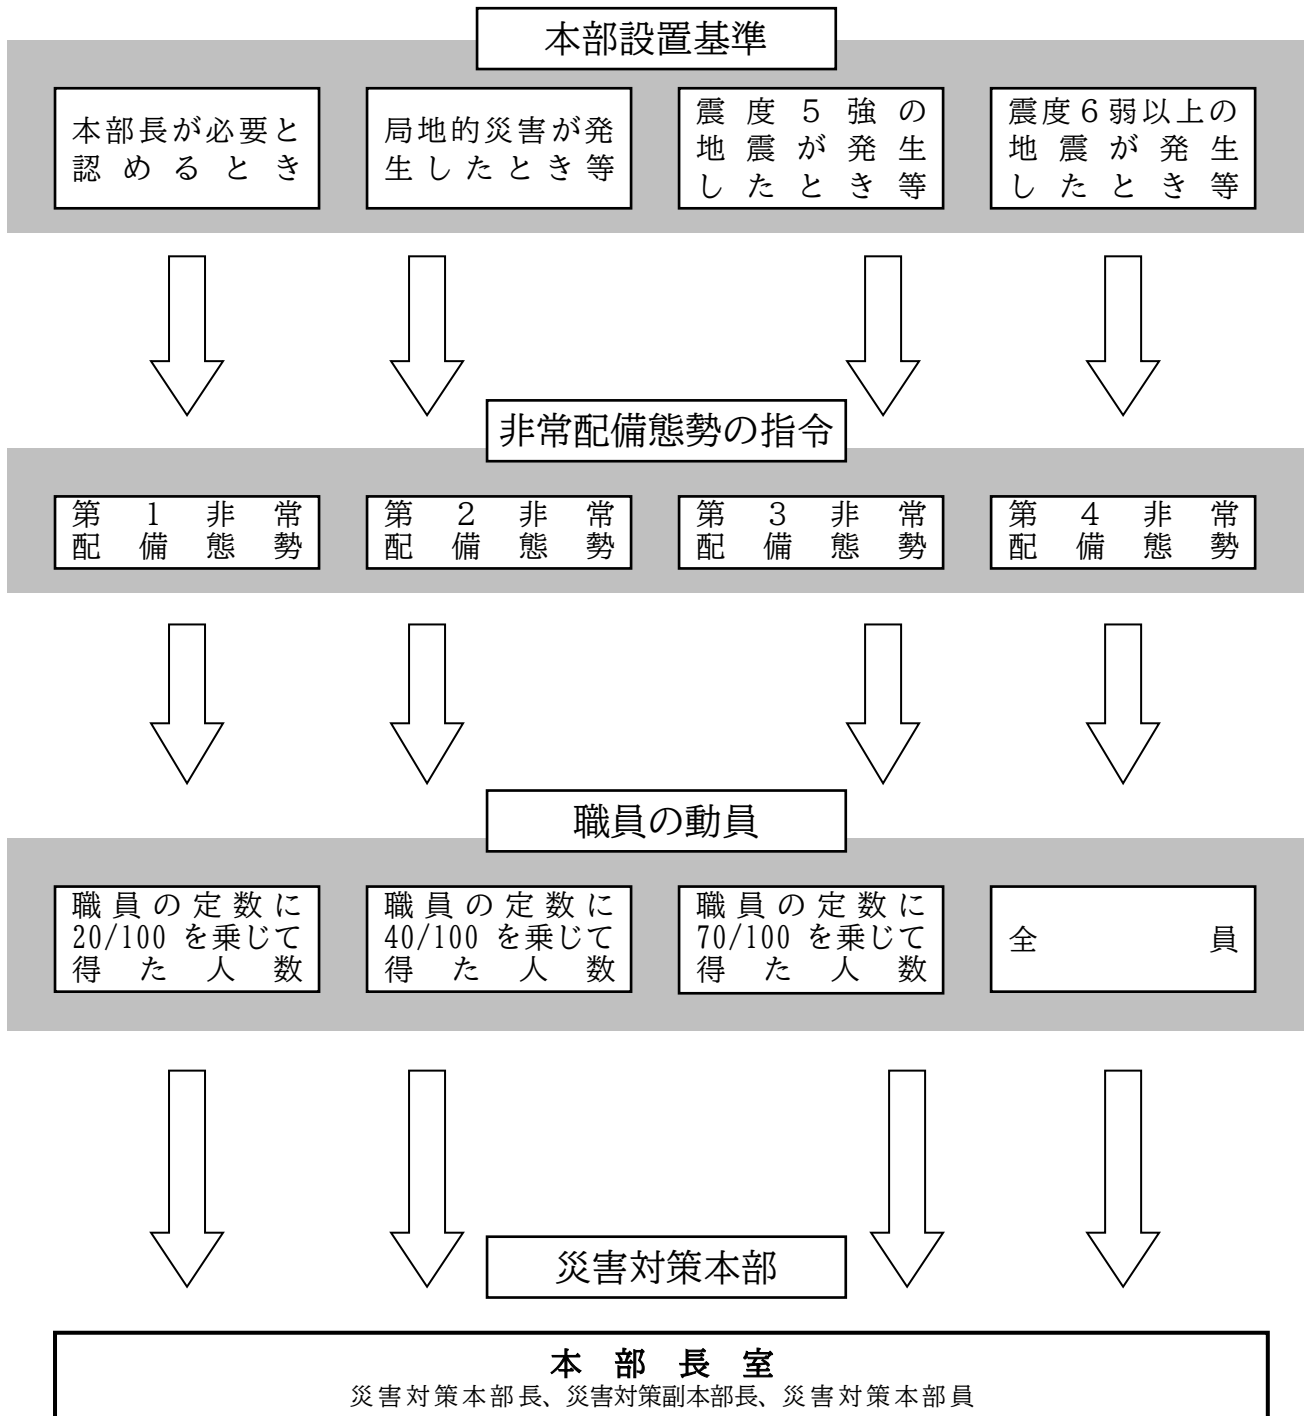 本部設置基準
本部長が必要と
認めるとき
局地的災害が発
生したとき等
震度５強の
地震が発生
したとき等
震度６弱以上の
地震が発生
したとき等
非常配備態勢の指令
第１非常
配備態勢
第２非常
配備態勢
第３非常
配備態勢
第４非常
配備態勢
職員の動員
職員の定数に
20/100 を乗じて
得た人数
職員の定数に
40/100 を乗じて
得た人数
職員の定数に
70/100 を乗じて
得た人数
全員
災害対策本部
本部長室
災害対策本部長、災害対策副本部長、災害対策本部員